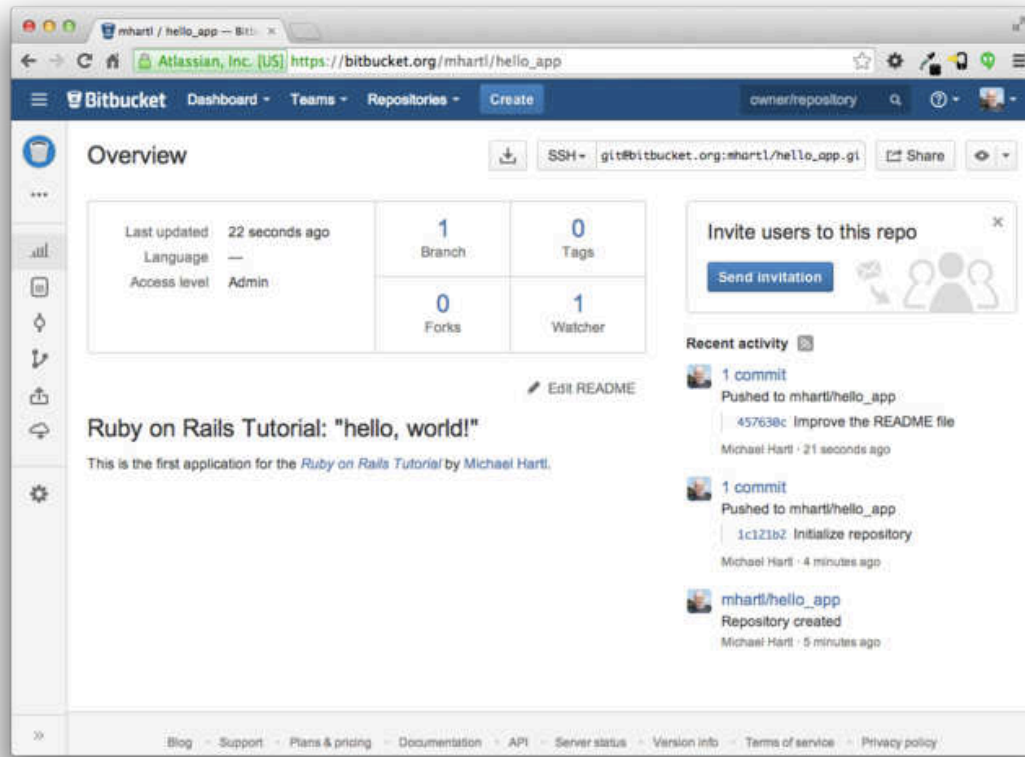 mhartl / hello_app — Bitb
Atlassian, Inc. [US] https://bitbucket.org/mhartl/hello_app
Bitbucket Dashboard Teams Repositories Create owner/repository
Overview
SSH git@bitbucket.org:mhartl/hello_app.gi Share
Last updated 22 seconds ago
Language —
Access level Admin
1
Branch
0
Tags
0
Forks
1
Watcher
Edit README
Ruby on Rails Tutorial: "hello, world!"
This is the first application for the Ruby on Rails Tutorial by Michael Hartl.
Invite users to this repo
Send invitation
Recent activity
1 commit
Pushed to mhartl/hello_app
457630c Improve the README file
Michael Hartl · 21 seconds ago
1 commit
Pushed to mhartl/hello_app
1c121b2 Initialize repository
Michael Hartl · 4 minutes ago
mhartl/hello_app
Repository created
Michael Hartl · 5 minutes ago
Blog · Support · Plans & pricing · Documentation · API · Server status · Version info · Terms of service · Privacy policy